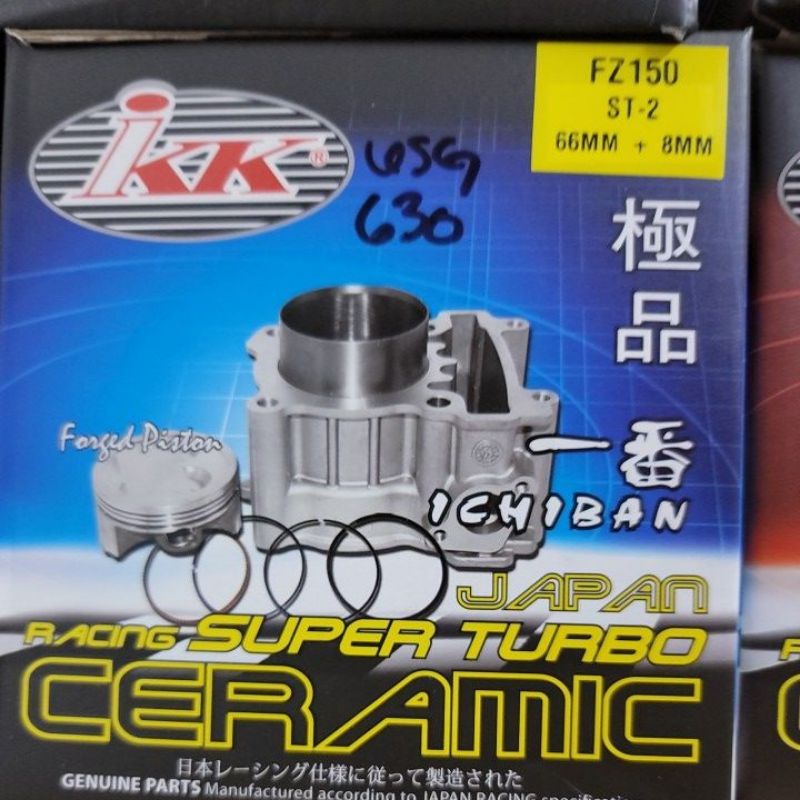 FZ150
ST-2
66MM + 8MM
ikk®
630
極品
一番
ICHIBAN
Forged Piston
JAPAN
RACING SUPER TURBO
CERAMIC
日本レーシング仕様に従って製造された
GENUINE PARTS Manufactured according to JAPAN RACING